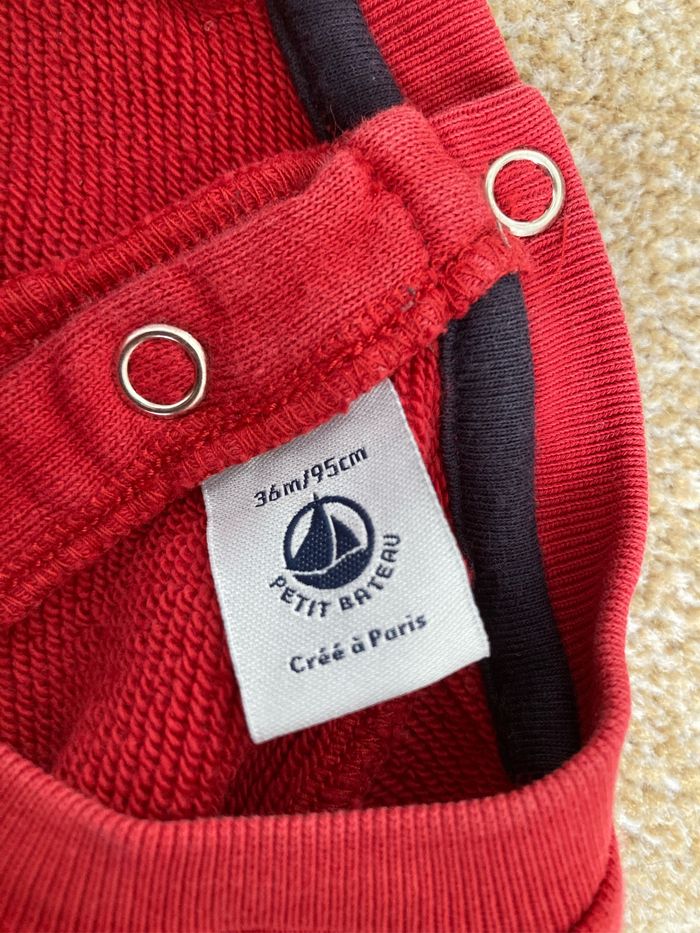 36m/95cm
PETIT BATEAU
Créé à Paris